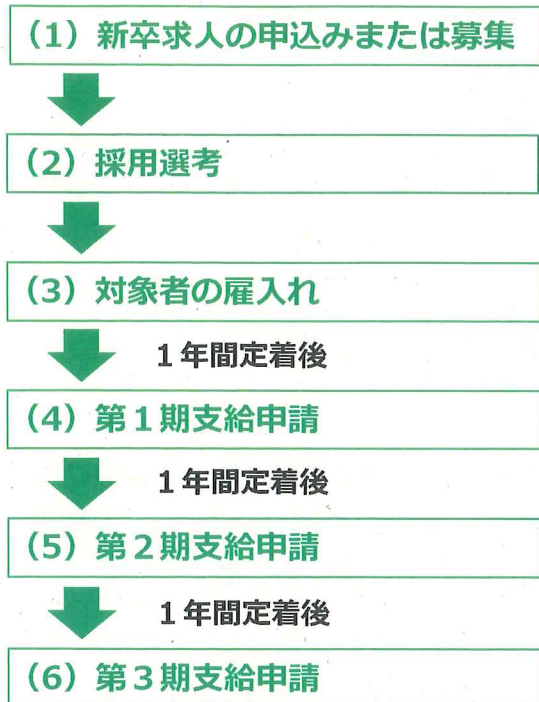 （1）新卒求人の申込みまたは募集
（2）採用選考
（3）対象者の雇入れ
１年間定着後
（4）第１期支給申請
１年間定着後
（5）第２期支給申請
１年間定着後
（6）第３期支給申請